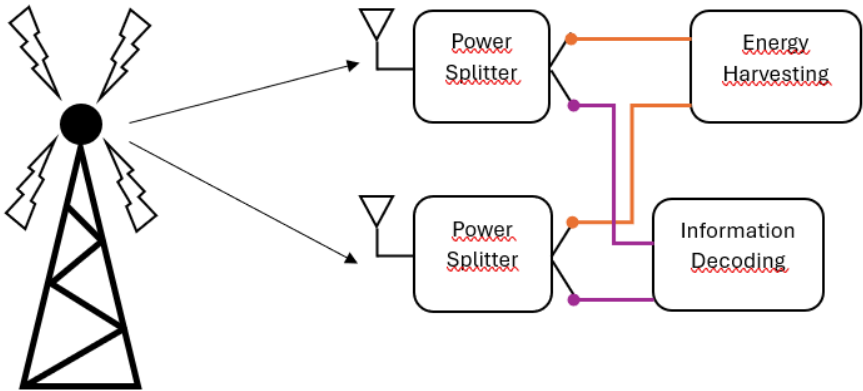 Power
Splitter
Energy
Harvesting
Power
Splitter
Information
Decoding